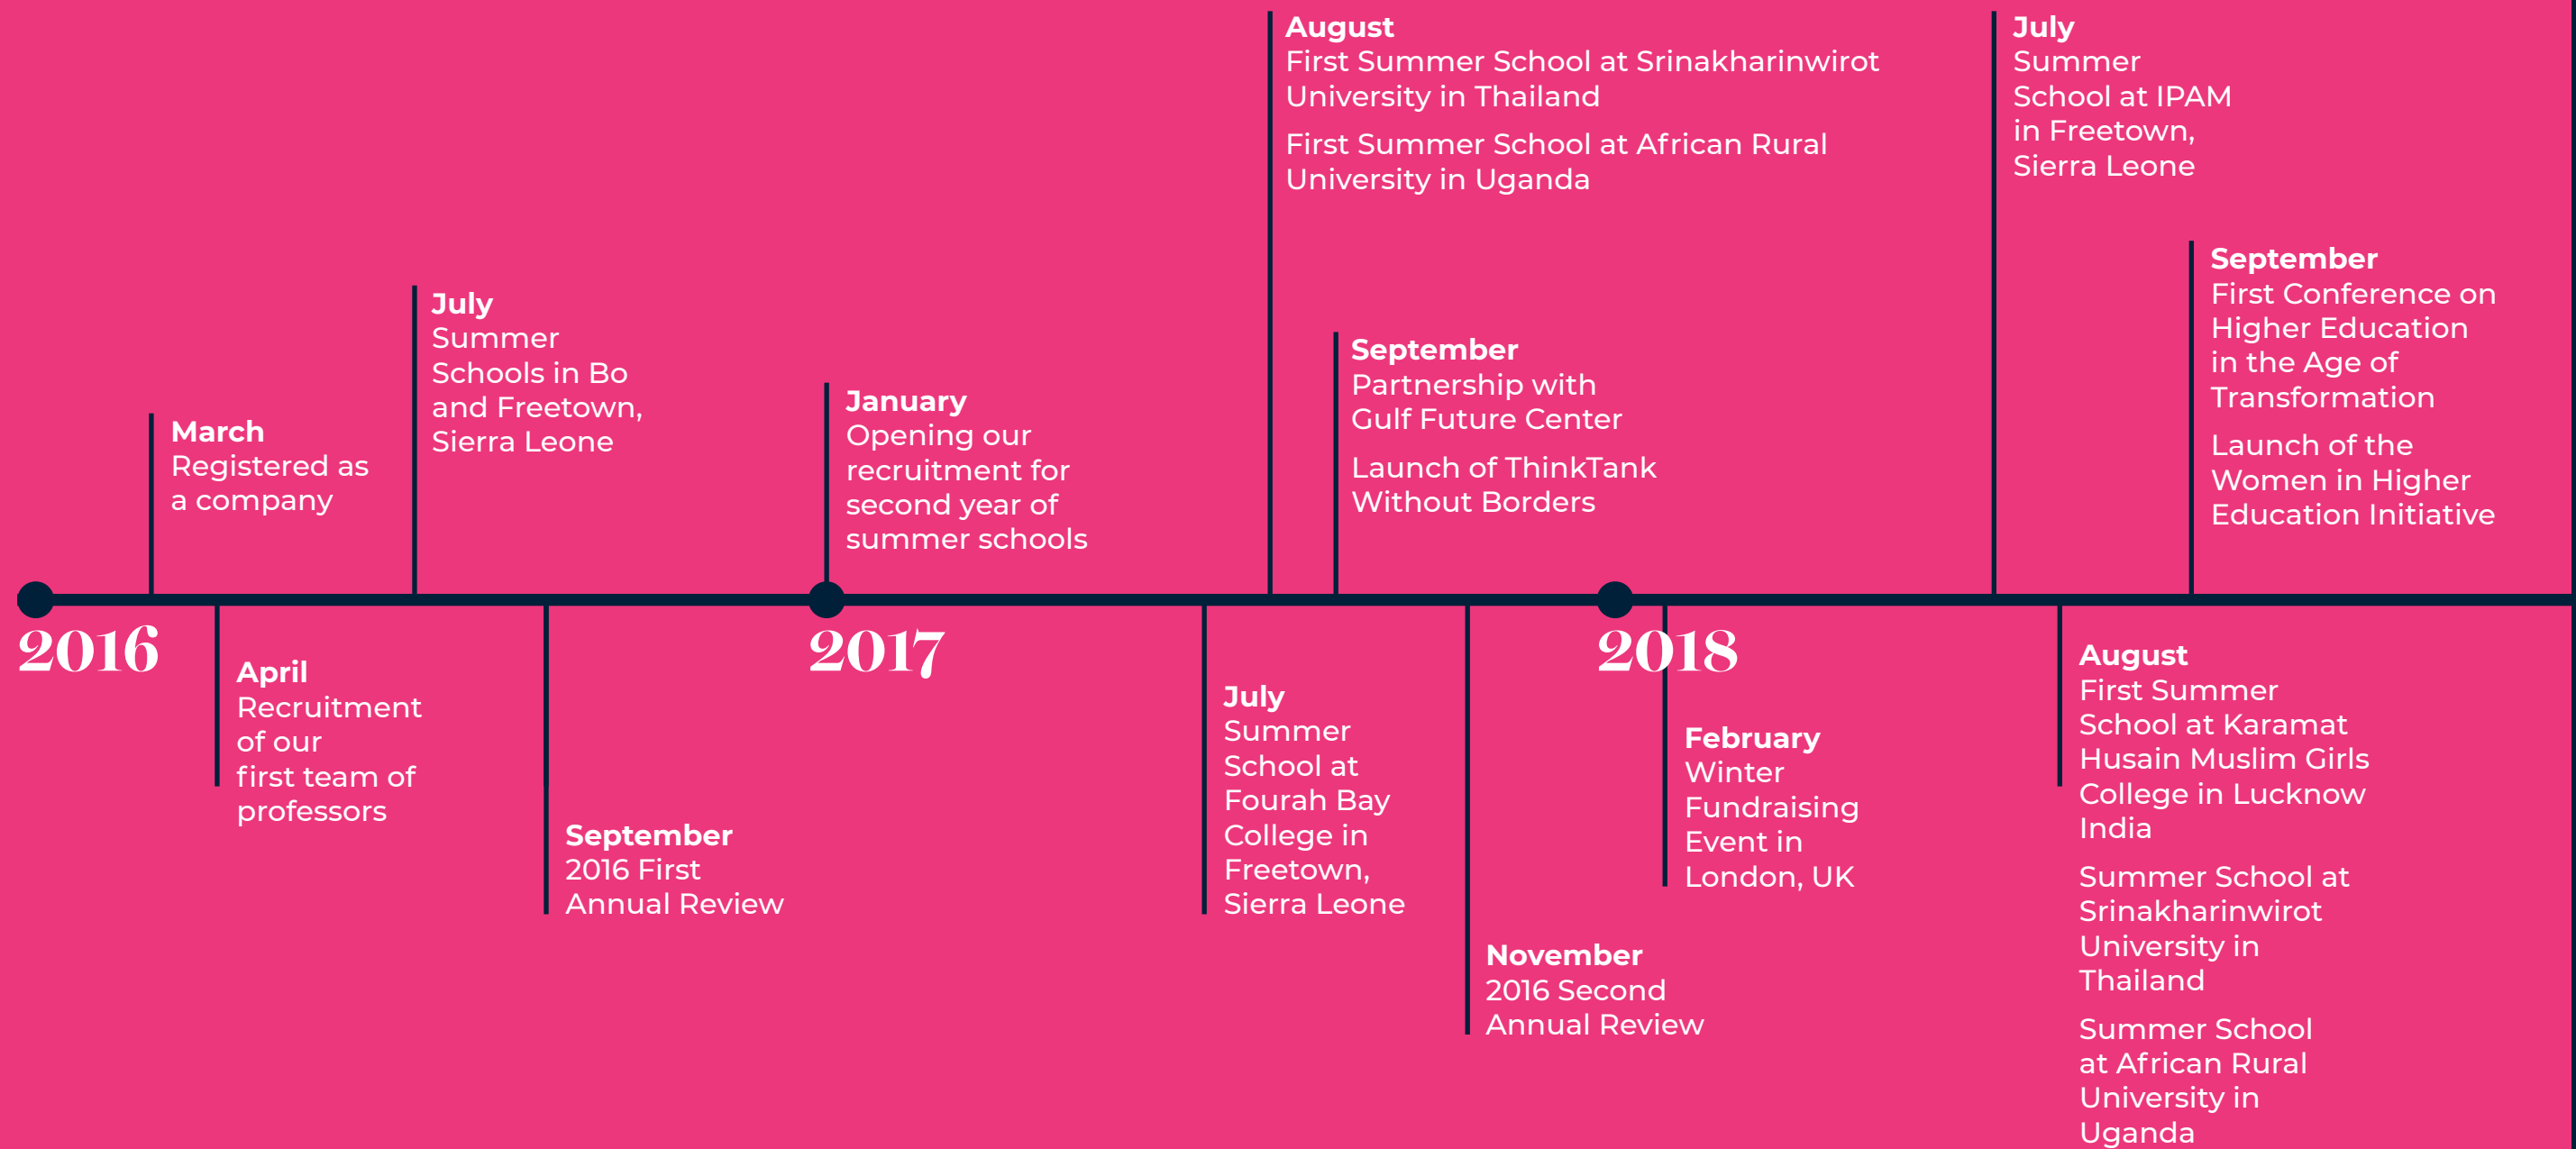 2016
March
Registered as
a company
April
Recruitment
of our
first team of
professors
July
Summer
Schools in Bo
and Freetown,
Sierra Leone
September
2016 First
Annual Review
2017
January
Opening our
recruitment for
second year of
summer schools
July
Summer
School at
Fourah Bay
College in
Freetown,
Sierra Leone
August
First Summer School at Srinakharinwirot
University in Thailand
First Summer School at African Rural
University in Uganda
September
Partnership with
Gulf Future Center
Launch of ThinkTank
Without Borders
November
2016 Second
Annual Review
2018
February
Winter
Fundraising
Event in
London, UK
July
Summer
School at IPAM
in Freetown,
Sierra Leone
August
First Summer
School at Karamat
Husain Muslim Girls
College in Lucknow
India
Summer School at
Srinakharinwirot
University in
Thailand
Summer School
at African Rural
University in
Uganda
September
First Conference on
Higher Education
in the Age of
Transformation
Launch of the
Women in Higher
Education Initiative